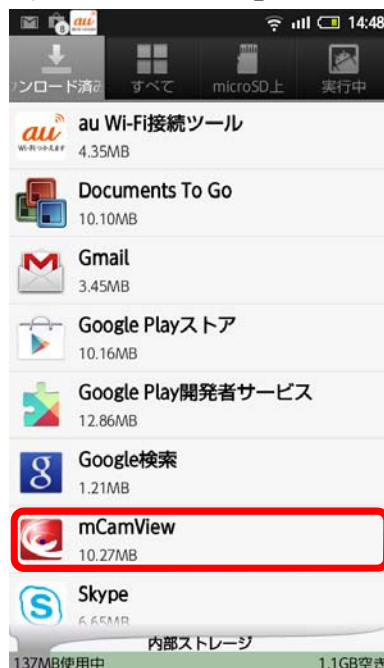 au 14:48
ンロード済み すべて microSD上 実行中
au Wi-Fi接続ツール
4.35MB
Documents To Go
10.10MB
Gmail
3.45MB
Google Playストア
10.16MB
Google Play開発者サービス
12.86MB
Google検索
1.21MB
mCamView
10.27MB
Skype
6.65MB
内部ストレージ
137MB使用中 1.1GB空き